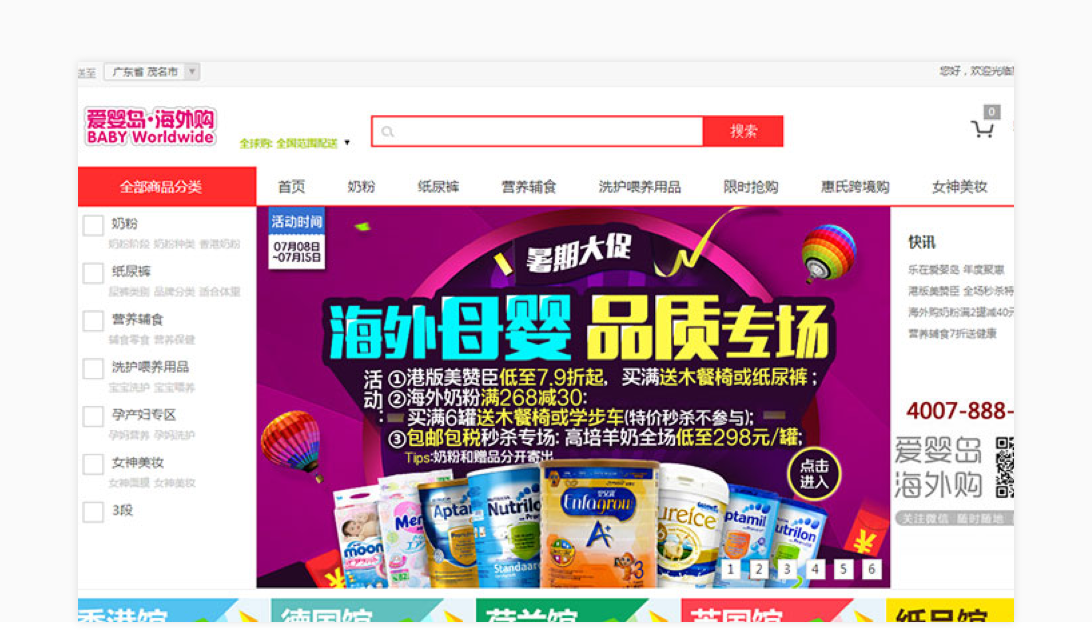 送至 广东省 茂名市
您好，欢迎光临
爱婴岛·海外购
BABY Worldwide
全球购: 全国范围配送
搜索
0
全部商品分类 首页 奶粉 纸尿裤 营养辅食 洗护喂养用品 限时抢购 惠氏跨境购 女神美妆
奶粉
奶粉阶段 奶粉种类 香港奶粉
纸尿裤
尿裤类别 品牌分类 适合体重
营养辅食
辅食零食 营养保健
洗护喂养用品
宝宝洗护 宝宝喂养
孕产妇专区
孕妈营养 孕妈洗护
女神美妆
女神面膜 女神美妆
3段
活动时间
07月08日
~07月15日
暑期大促
海外母婴 品质专场
活动:
①港版美赞臣低至7.9折起, 买满送木餐椅或纸尿裤;
②海外奶粉满268减30:
买满6罐送木餐椅或学步车(特价秒杀不参与);
③包邮包税秒杀专场: 高培羊奶全场低至298元/罐;
Tips:奶粉和赠品分开寄出
点击
进入
moon
Mer
Aptar
Nutrilo
Standaard
Enfagrow
A+
3
ureice
ptamil
utrilon
1 2 3 4 5 6
快讯
乐在爱婴岛 年度聚惠
港版美赞臣 全场秒杀特
海外购奶粉满2罐减40元
营养辅食7折送健康
4007-888-
爱婴岛
海外购
关注微信 随时随地
香港馆 德国馆 荷兰馆 英国馆 纸品馆